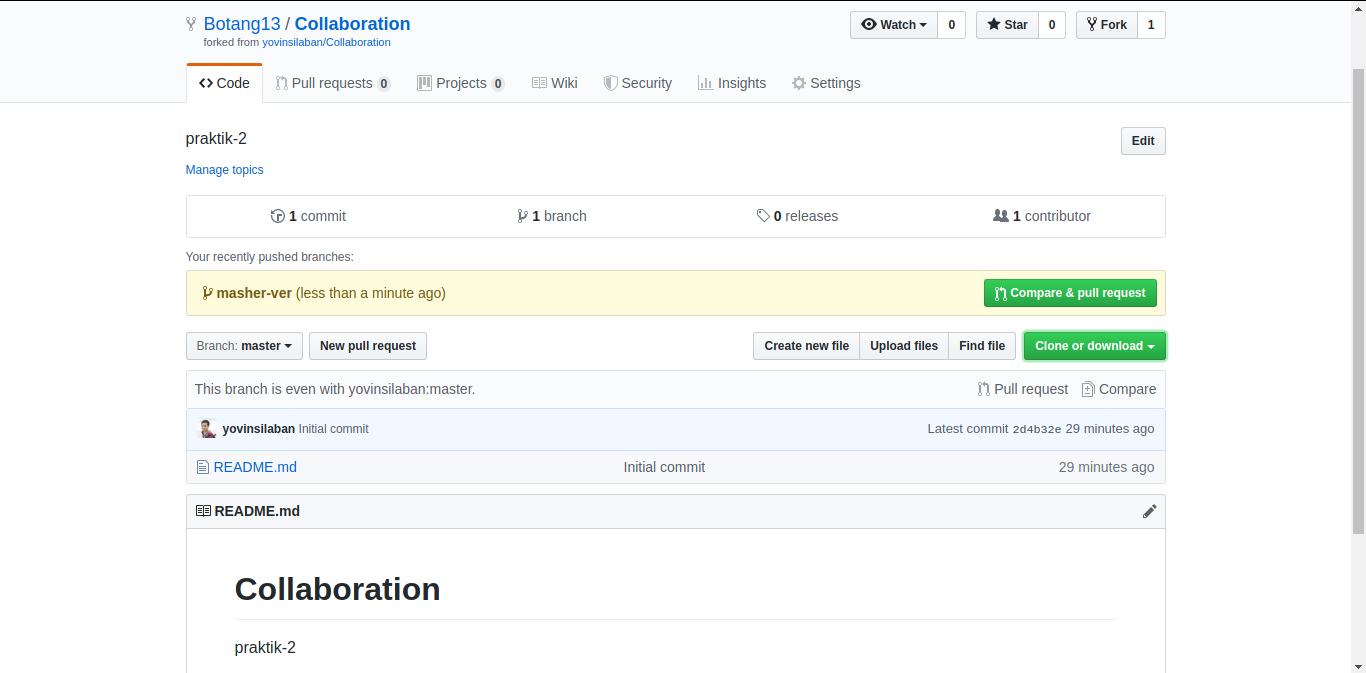 Botang13 / Collaboration
Watch 0 Star 0 Fork 1
forked from yovinsilaban/Collaboration
Code Pull requests 0 Projects 0 Wiki Security Insights Settings
praktik-2
Edit
Manage topics
1 commit 1 branch 0 releases 1 contributor
Your recently pushed branches:
masher-ver (less than a minute ago) Compare & pull request
Branch: master New pull request Create new file Upload files Find file Clone or download
This branch is even with yovinsilaban:master. Pull request Compare
yovinsilaban Initial commit Latest commit 2d4b32e 29 minutes ago
README.md Initial commit 29 minutes ago
README.md
Collaboration
praktik-2